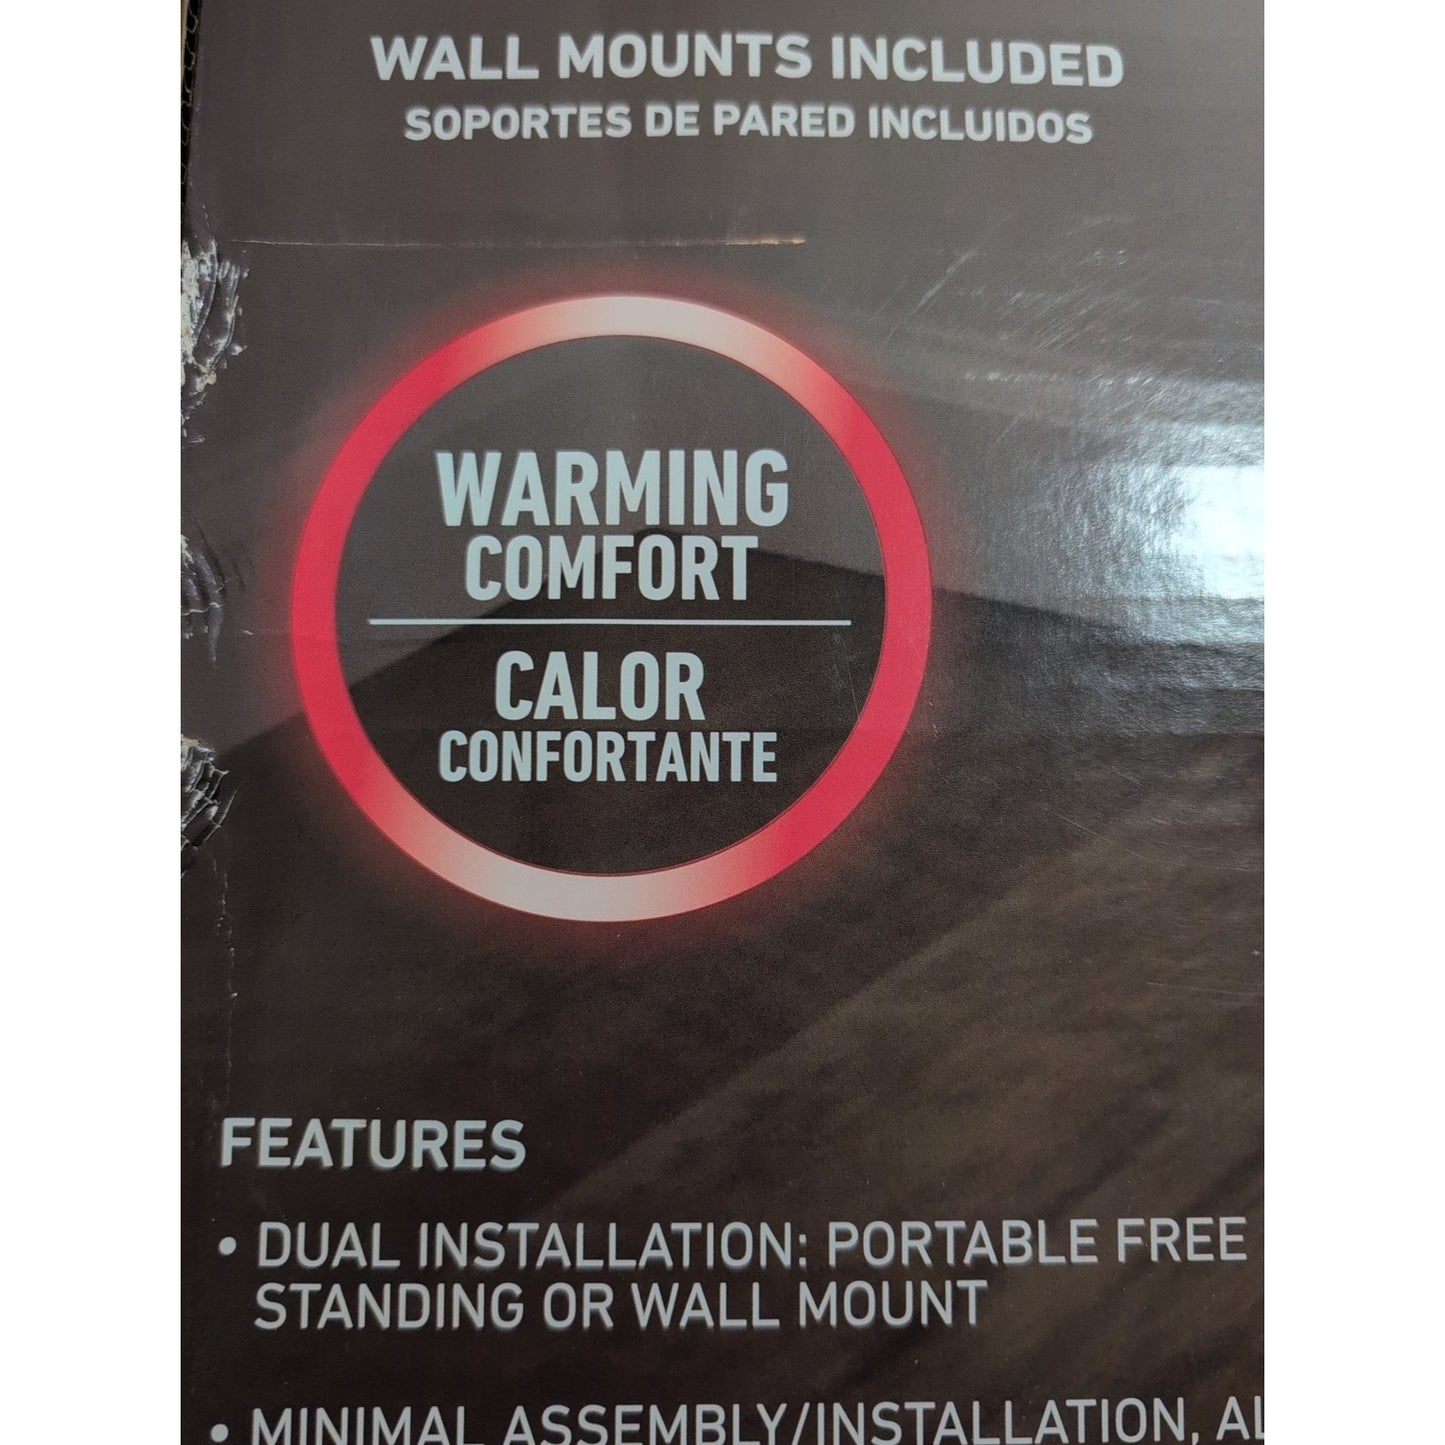 WALL MOUNTS INCLUDED
SOPORTES DE PARED INCLUIDOS
WARMING
COMFORT
CALOR
CONFORTANTE
FEATURES
• DUAL INSTALLATION: PORTABLE FREE
STANDING OR WALL MOUNT
• MINIMAL ASSEMBLY/INSTALLATION,